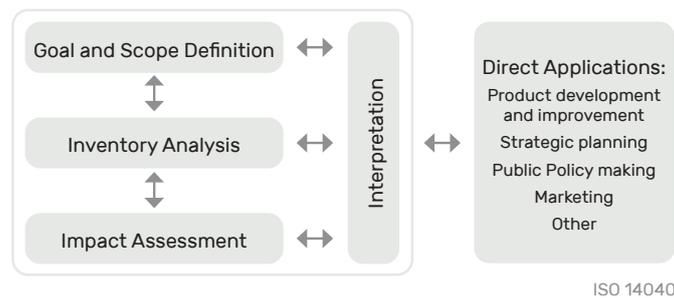 Goal and Scope Definition
Inventory Analysis
Impact Assessment
Interpretation
Direct Applications:
Product development
and improvement
Strategic planning
Public Policy making
Marketing
Other
ISO 14040